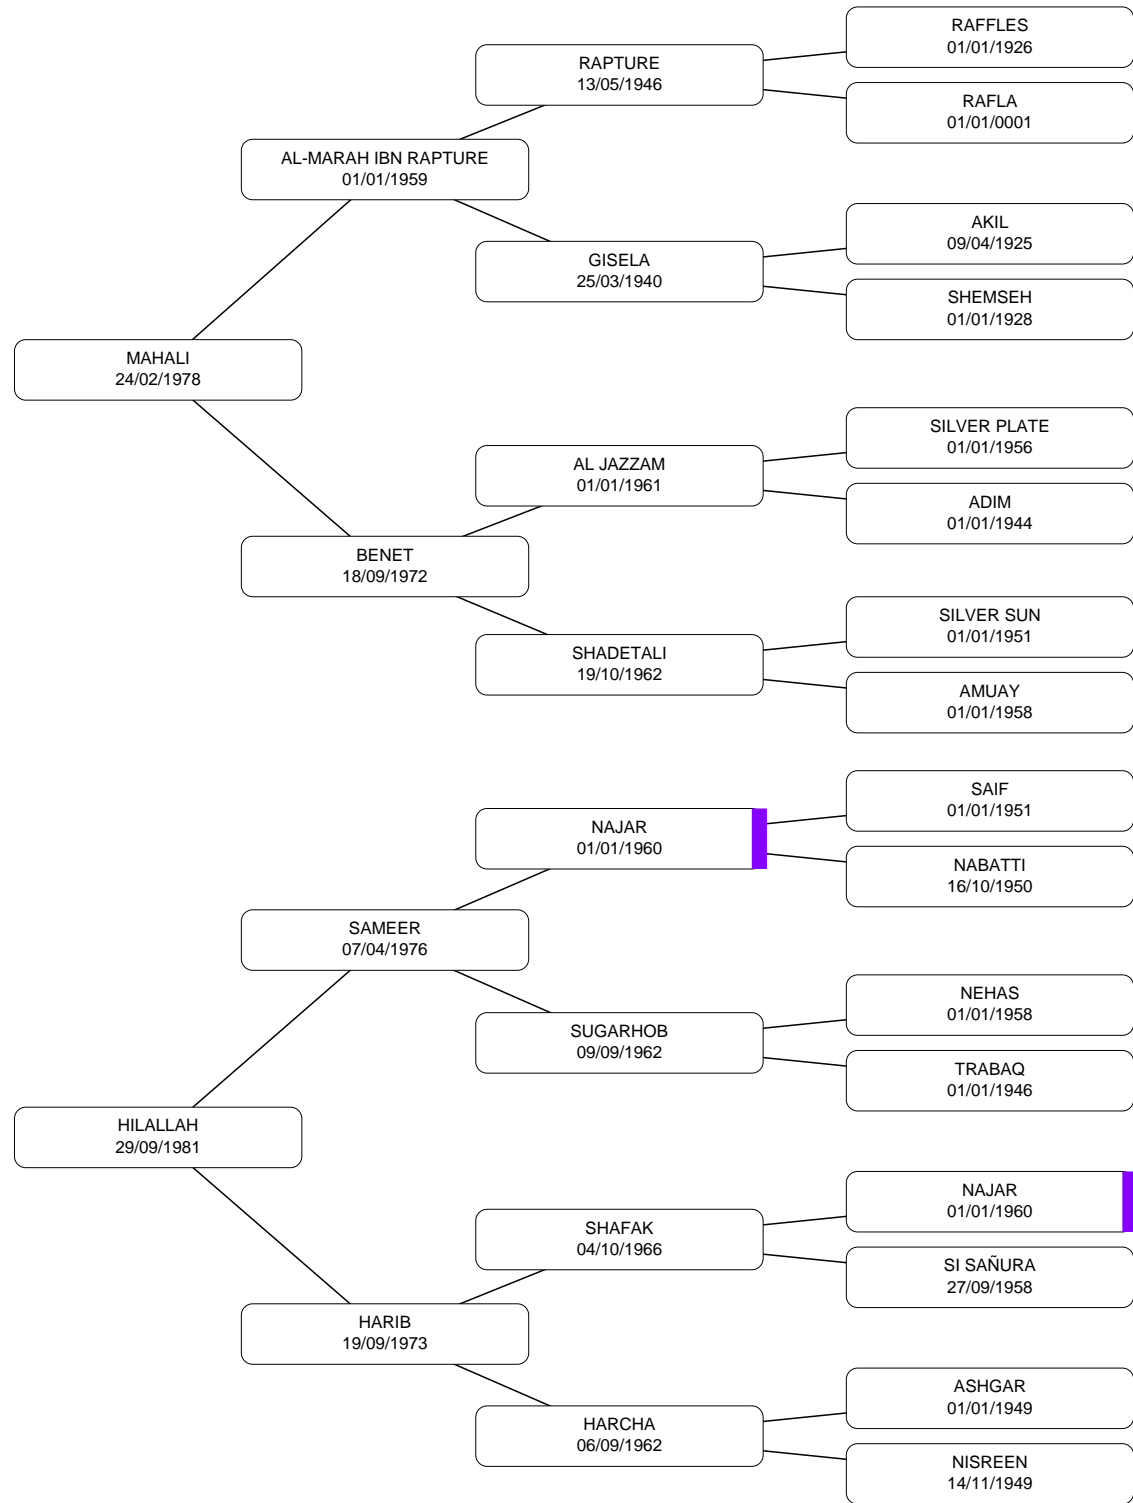 RAFFLES
01/01/1926
RAPTURE
13/05/1946
RAFLA
01/01/0001
AL-MARAH IBN RAPTURE
01/01/1959
AKIL
09/04/1925
GISELA
25/03/1940
SHEMSEH
01/01/1928
MAHALI
24/02/1978
SILVER PLATE
01/01/1956
AL JAZZAM
01/01/1961
ADIM
01/01/1944
BENET
18/09/1972
SILVER SUN
01/01/1951
SHADETALI
19/10/1962
AMUAY
01/01/1958
SAIF
01/01/1951
NAJAR
01/01/1960
NABATTI
16/10/1950
SAMEER
07/04/1976
NEHAS
01/01/1958
SUGARHOB
09/09/1962
TRABAQ
01/01/1946
HILALLAH
29/09/1981
NAJAR
01/01/1960
SHAFAK
04/10/1966
SI SAÑURA
27/09/1958
HARIB
19/09/1973
ASHGAR
01/01/1949
HARCHA
06/09/1962
NISREEN
14/11/1949